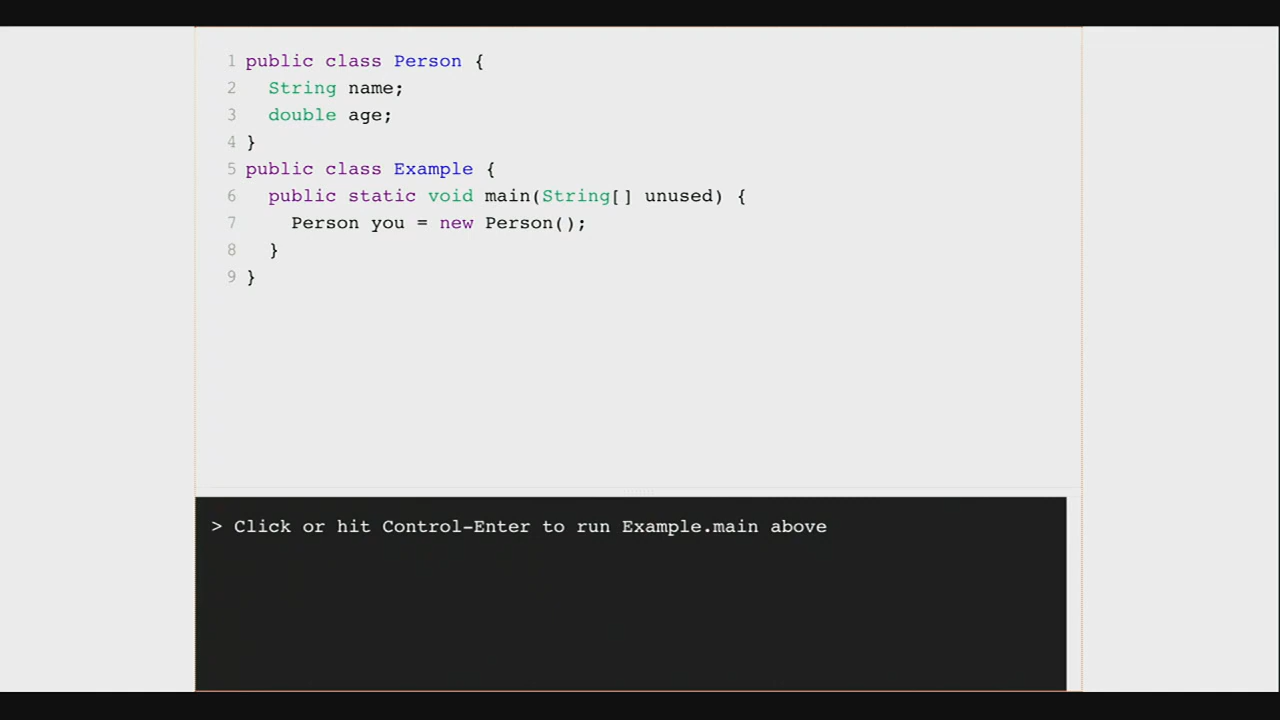 1 public class Person {
2   String name;
3   double age;
4 }
5 public class Example {
6   public static void main(String[] unused) {
7     Person you = new Person();
8   }
9 }
> Click or hit Control-Enter to run Example.main above